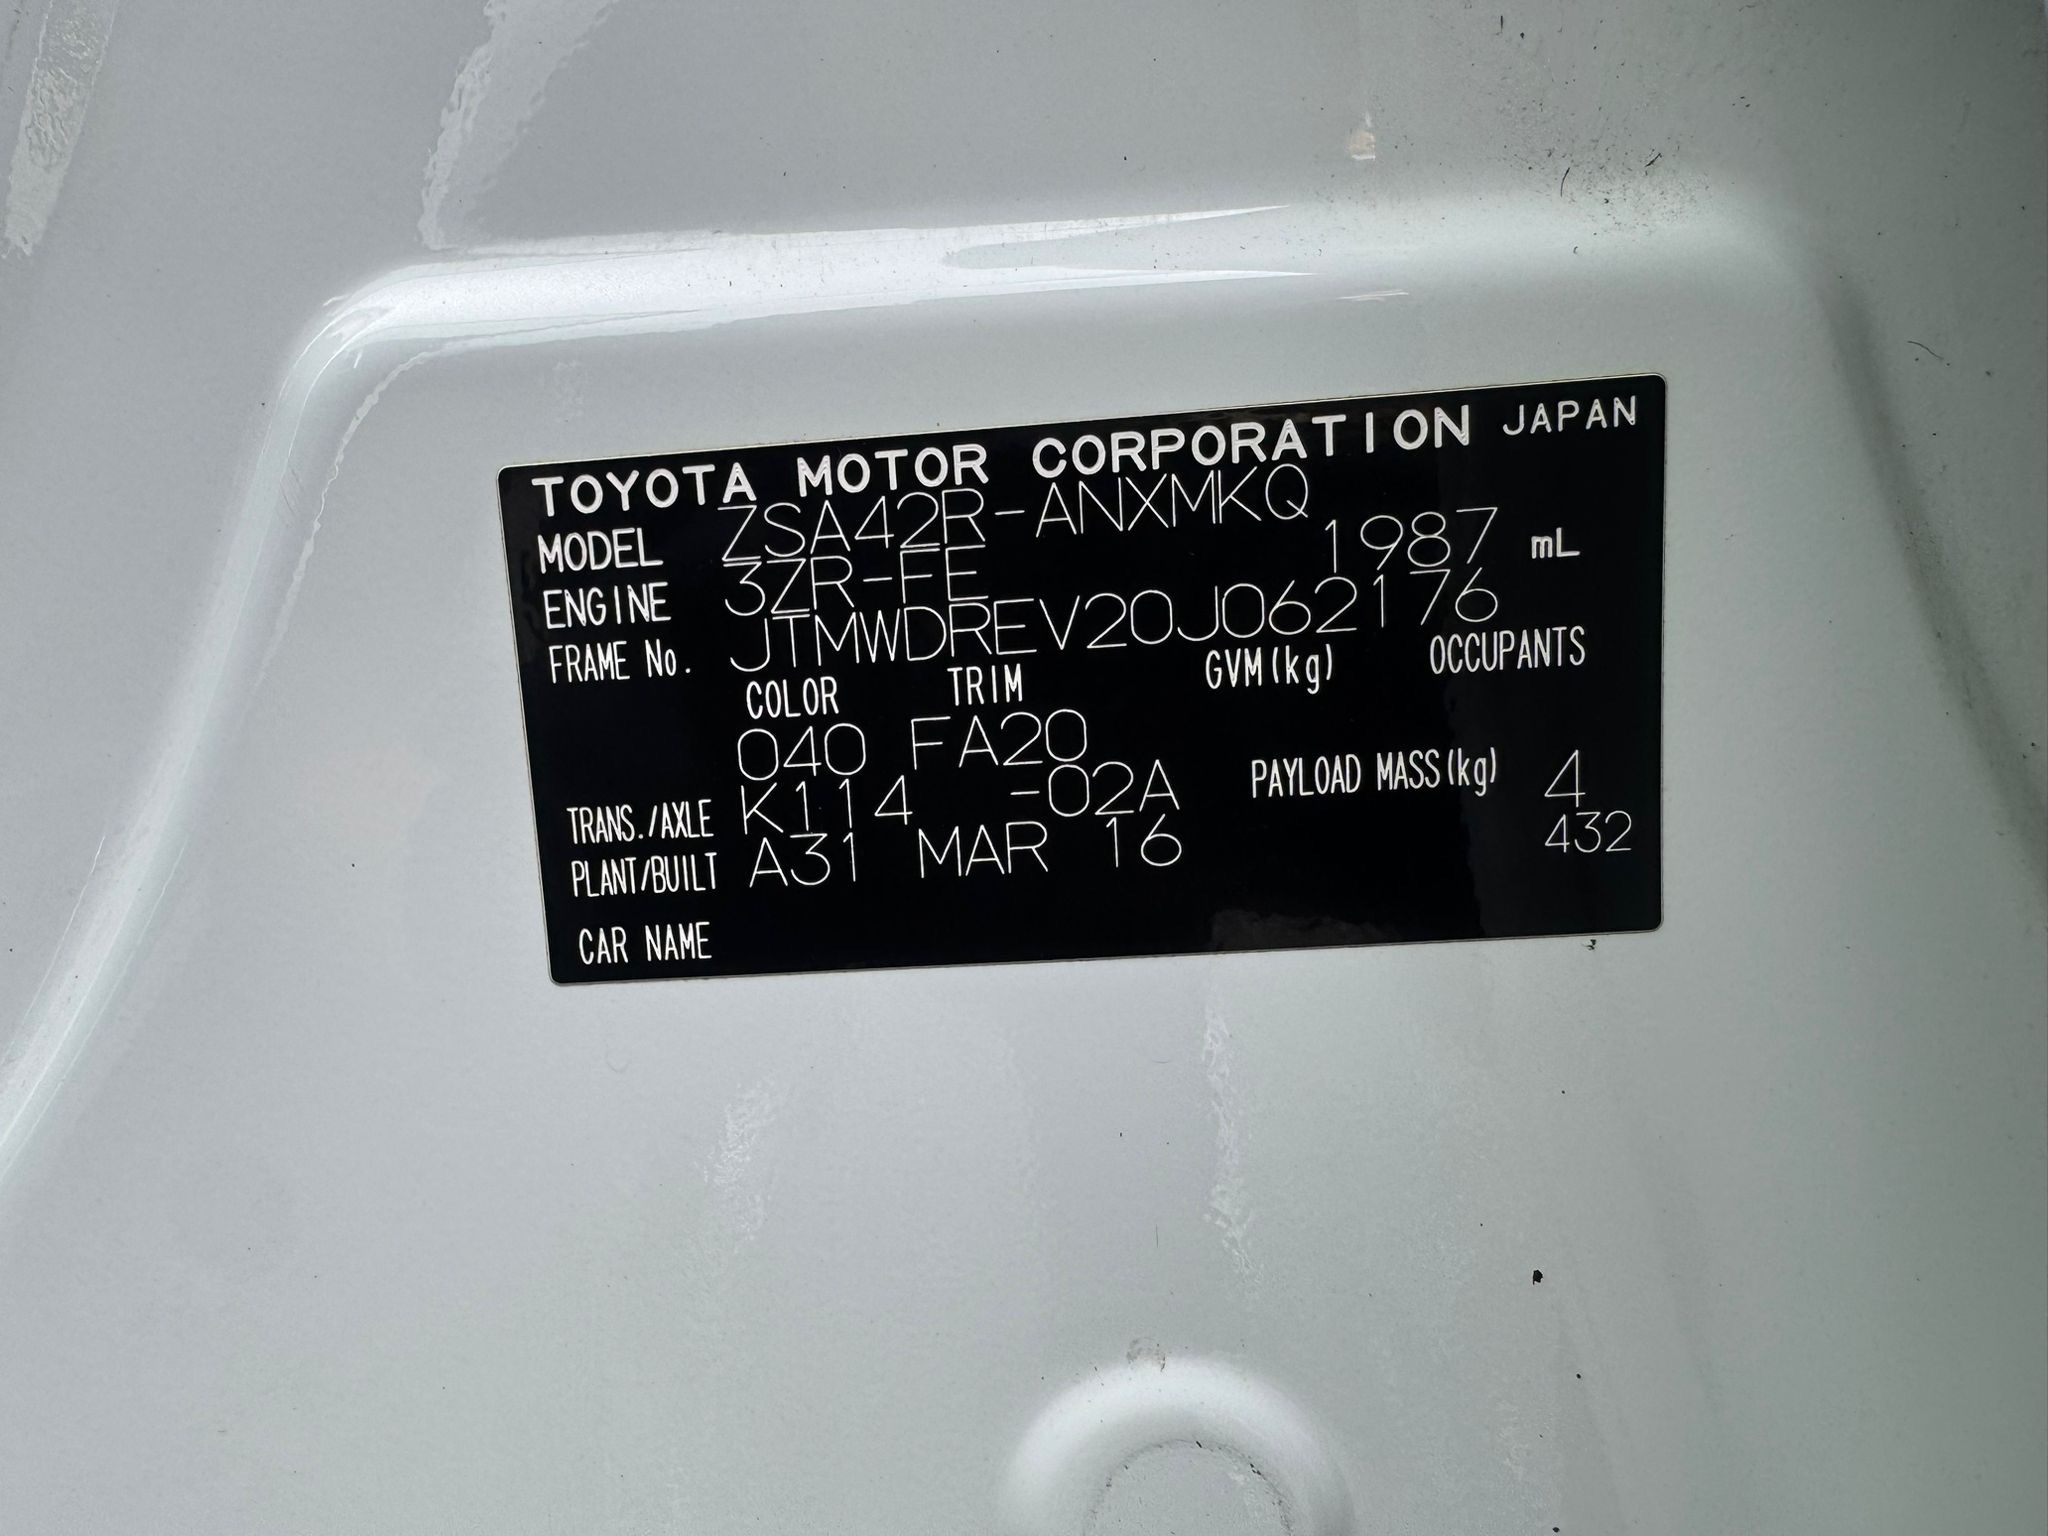 TOYOTA MOTOR CORPORATION JAPAN
MODEL ZSA42R-ANXMKQ
ENGINE 3ZR-FE 1987 mL
FRAME No. JTMWDREV20J062176
COLOR TRIM GVM(kg) OCCUPANTS
040 FA20
TRANS./AXLE K114 -02A PAYLOAD MASS(kg) 4
PLANT/BUILT A31 MAR 16 432
CAR NAME